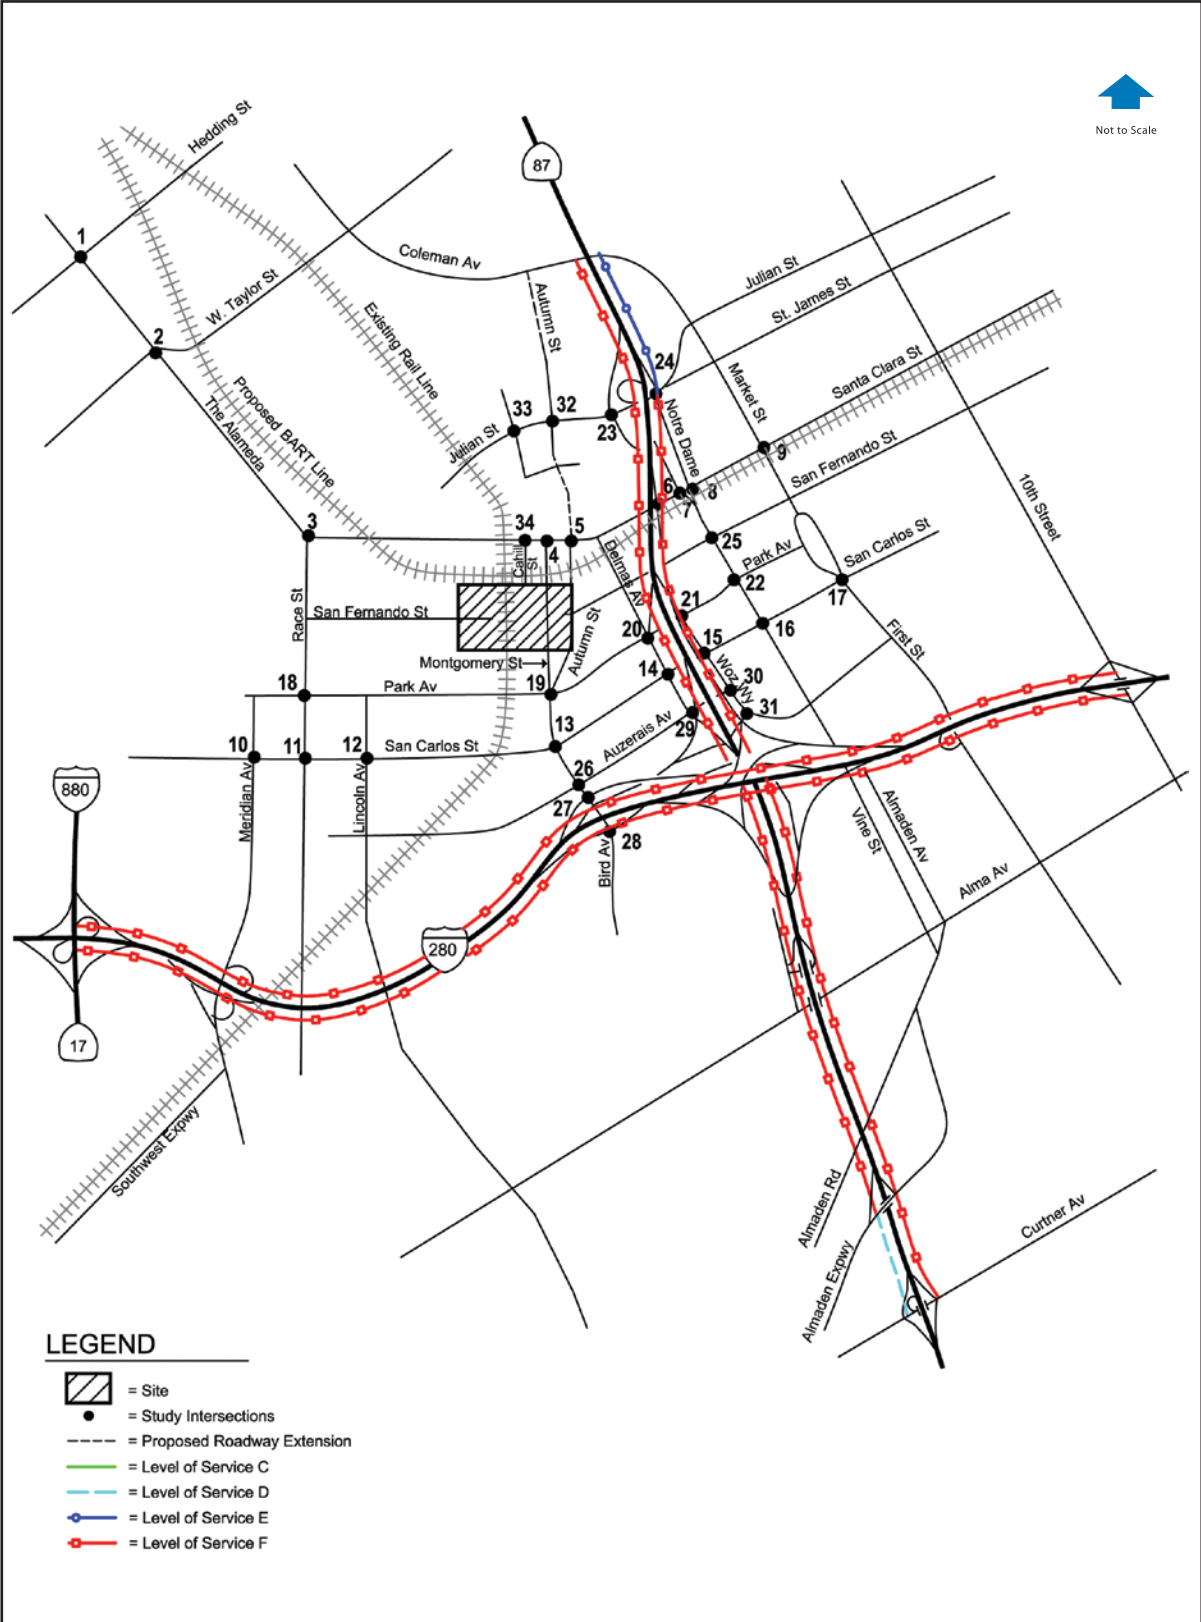 Not to Scale
Hedding St
87
1
Coleman Av
Julian St
W. Taylor St
St. James St
Autumn St
Existing Rail Line
2
24
Santa Clara St
Market St
Proposed BART Line
The Alameda
33
32
23
Notre Dame
Julian St
9
San Fernando St
6
7
8
10th Street
3
34
4
5
Cahill St
25
Park Av
San Carlos St
Delmas Av
22
17
Race St
San Fernando St
21
16
First St
20
15
Autumn St
Montgomery St
14
Woz Wy
30
18
Park Av
19
31
29
13
10
11
12
San Carlos St
Auzerais Av
26
27
880
Meridian Av
Lincoln Av
28
Bird Av
Vine St
Almaden Av
Alma Av
280
17
Southwest Expwy
Almaden Rd
Curtner Av
Almaden Expwy
LEGEND
= Site
= Study Intersections
= Proposed Roadway Extension
= Level of Service C
= Level of Service D
= Level of Service E
= Level of Service F